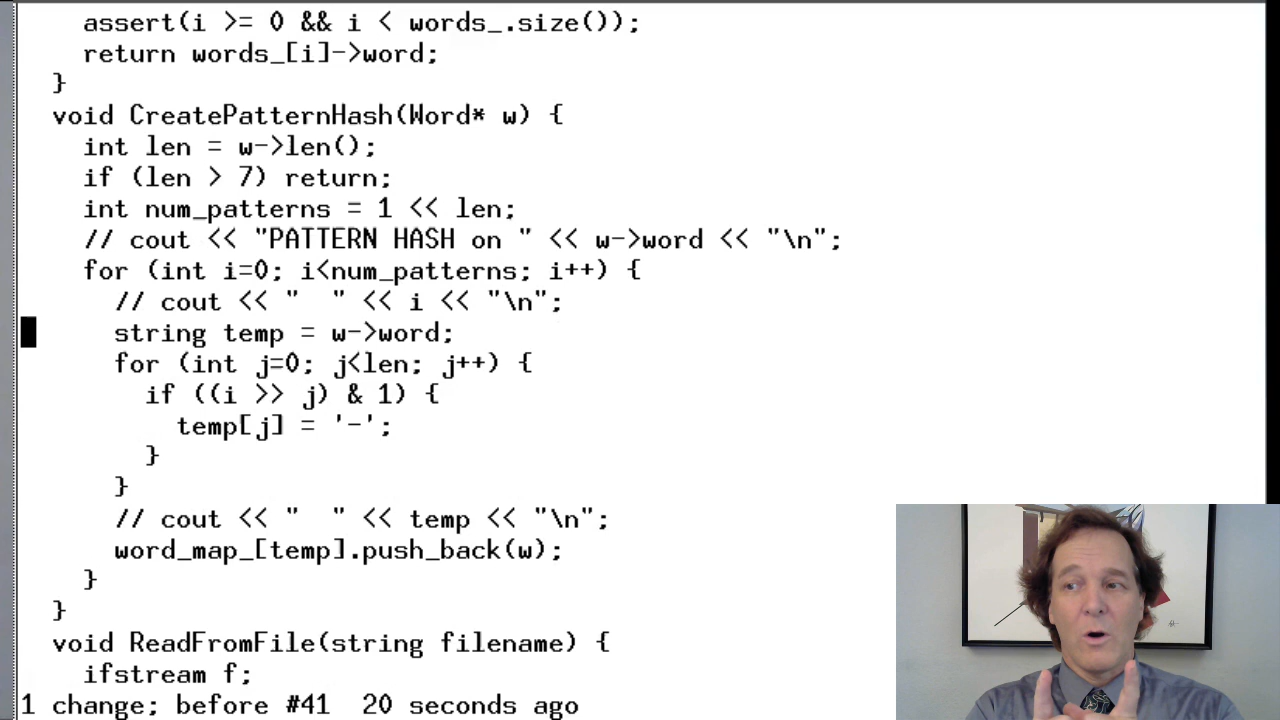 assert(i >= 0 && i < words_.size());
return words_[i]->word;
}
void CreatePatternHash(Word* w) {
int len = w->len();
if (len > 7) return;
int num_patterns = 1 << len;
// cout << "PATTERN HASH on " << w->word << "\n";
for (int i=0; i<num_patterns; i++) {
// cout << "  " << i << "\n";
string temp = w->word;
for (int j=0; j<len; j++) {
if ((i >> j) & 1) {
temp[j] = '-';
}
}
// cout << "  " << temp << "\n";
word_map_[temp].push_back(w);
}
}
void ReadFromFile(string filename) {
ifstream f;
1 change; before #41  20 seconds ago